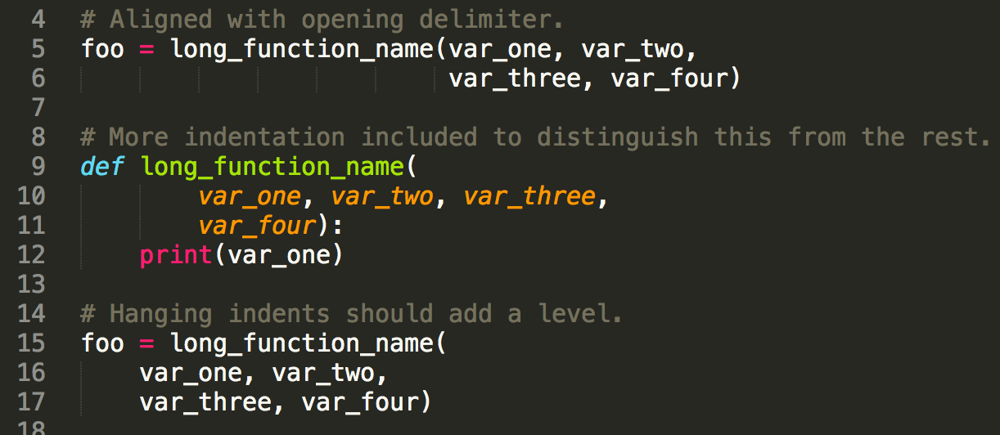 4 # Aligned with opening delimiter.
5 foo = long_function_name(var_one, var_two,
6                          var_three, var_four)
7
8 # More indentation included to distinguish this from the rest.
9 def long_function_name(
10         var_one, var_two, var_three,
11         var_four):
12     print(var_one)
13
14 # Hanging indents should add a level.
15 foo = long_function_name(
16     var_one, var_two,
17     var_three, var_four)
18